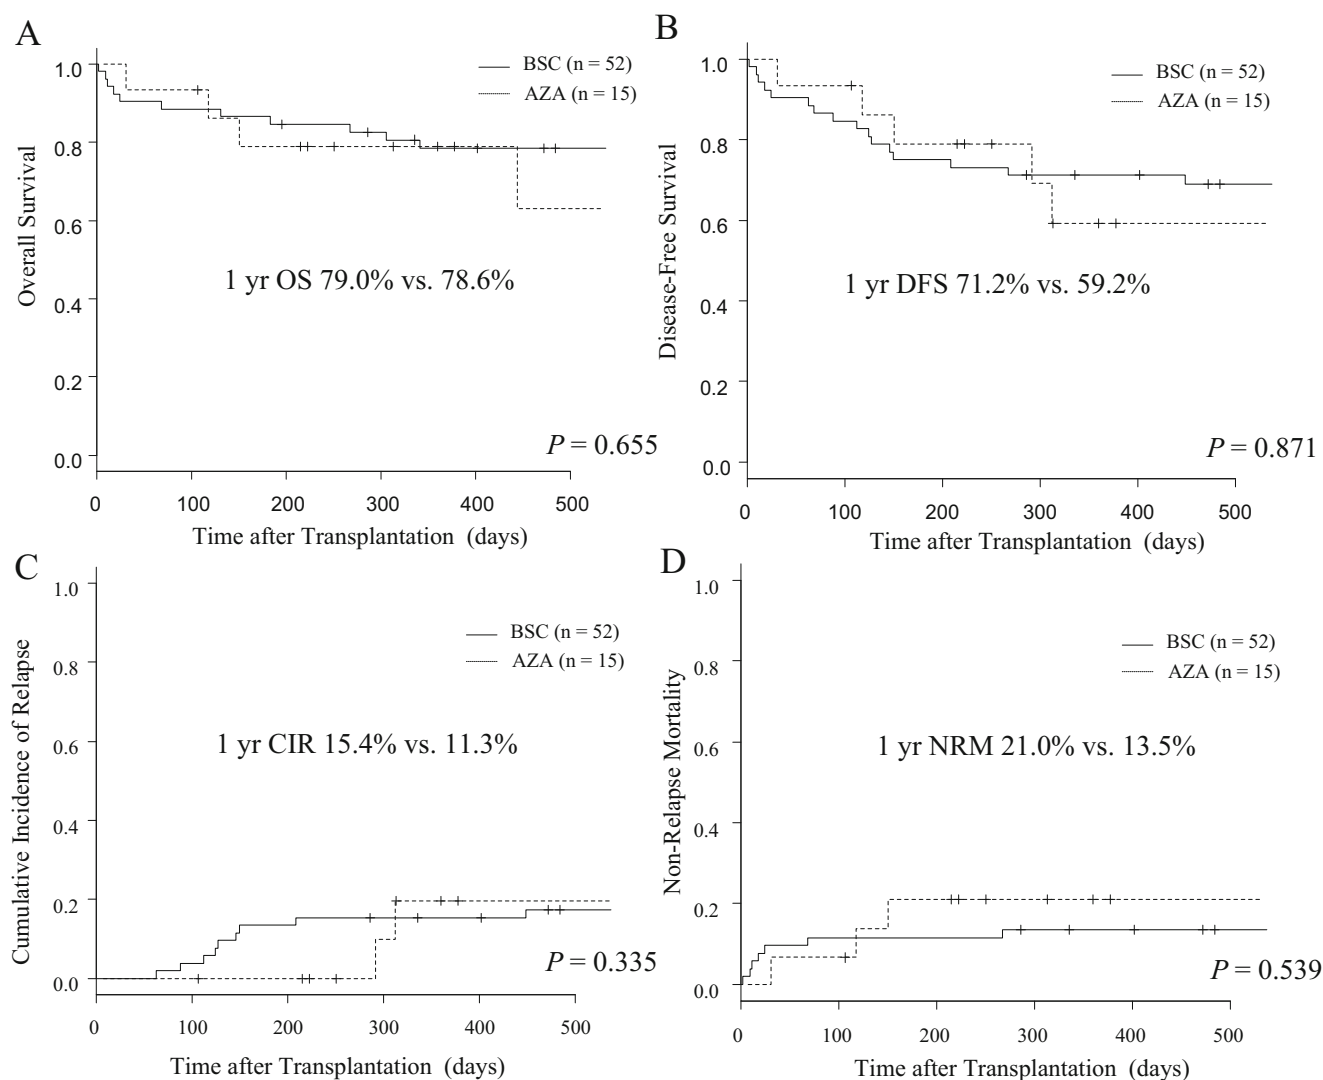 A
1.0
0.8
0.6
0.4
0.2
0.0
Overall Survival
BSC (n = 52)
AZA (n = 15)
1 yr OS 79.0% vs. 78.6%
P = 0.655
0 100 200 300 400 500
Time after Transplantation (days)
B
1.0
0.8
0.6
0.4
0.2
0.0
Disease-Free Survival
BSC (n = 52)
AZA (n = 15)
1 yr DFS 71.2% vs. 59.2%
P = 0.871
0 100 200 300 400 500
Time after Transplantation (days)
C
1.0
0.8
0.6
0.4
0.2
0.0
Cumulative Incidence of Relapse
BSC (n = 52)
AZA (n = 15)
1 yr CIR 15.4% vs. 11.3%
P = 0.335
0 100 200 300 400 500
Time after Transplantation (days)
D
1.0
0.8
0.6
0.4
0.2
0.0
Non-Relapse Mortality
BSC (n = 52)
AZA (n = 15)
1 yr NRM 21.0% vs. 13.5%
P = 0.539
0 100 200 300 400 500
Time after Transplantation (days)